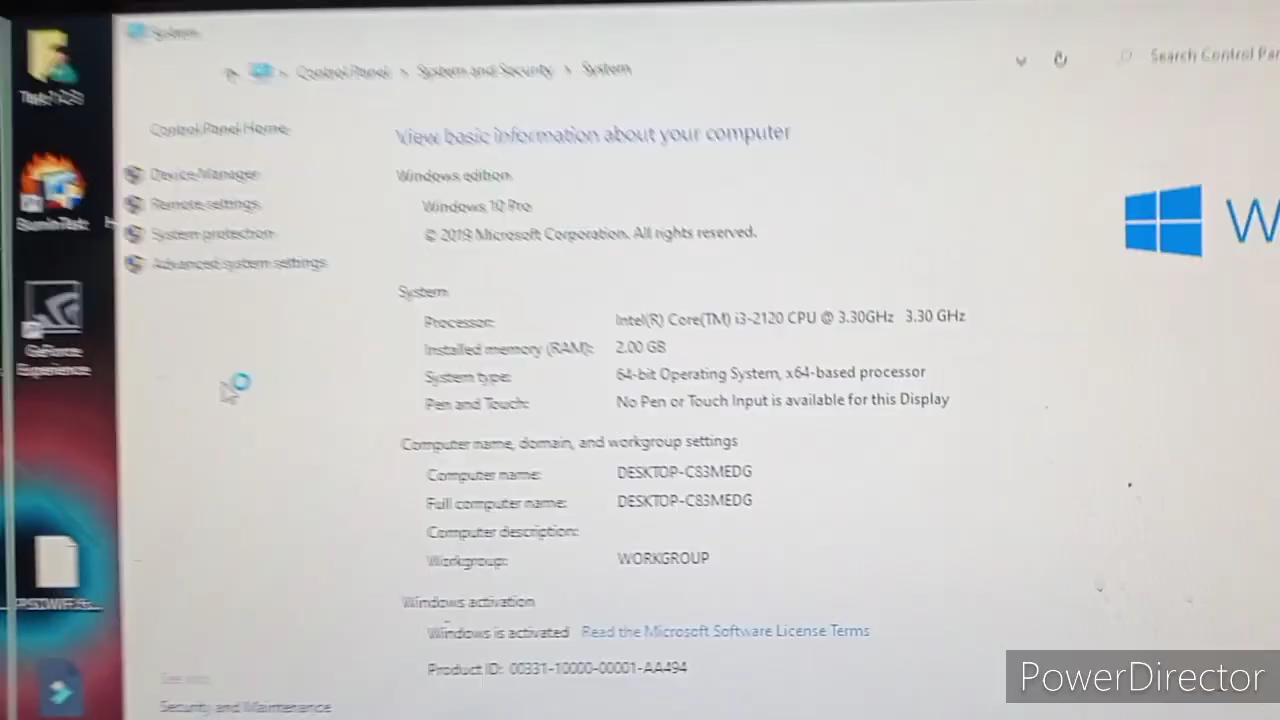 System
Control Panel > System and Security > System
Search Control Par
Control Panel Home
Device Manager
Remote settings
System protection
Advanced system settings
View basic information about your computer
Windows edition
Windows 10 Pro
© 2019 Microsoft Corporation. All rights reserved.
W
System
Processor: Intel(R) Core(TM) i3-2120 CPU @ 3.30GHz 3.30 GHz
Installed memory (RAM): 2.00 GB
System type: 64-bit Operating System, x64-based processor
Pen and Touch: No Pen or Touch Input is available for this Display
Computer name, domain, and workgroup settings
Computer name: DESKTOP-C83MEDG
Full computer name: DESKTOP-C83MEDG
Computer description:
Workgroup: WORKGROUP
Windows activation
Windows is activated Read the Microsoft Software License Terms
Product ID: 00331-10000-00001-AA494
See also
Security and Maintenance
BurnInTest
GeForce
Experience
PowerDirector